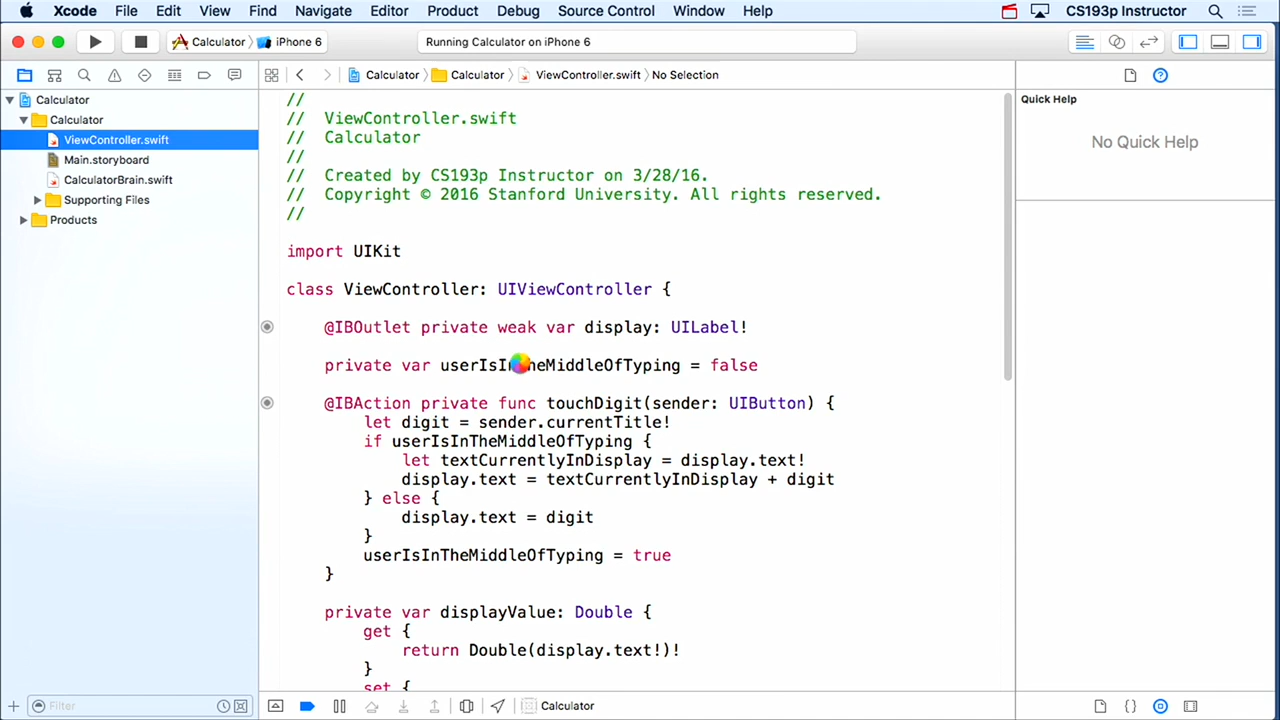 Xcode File Edit View Find Navigate Editor Product Debug Source Control Window Help CS193p Instructor
Calculator iPhone 6 Running Calculator on iPhone 6
Calculator Calculator ViewController.swift No Selection
Calculator
Calculator
ViewController.swift
Main.storyboard
CalculatorBrain.swift
Supporting Files
Products
Filter
//
// ViewController.swift
// Calculator
//
// Created by CS193p Instructor on 3/28/16.
// Copyright © 2016 Stanford University. All rights reserved.
//
import UIKit
class ViewController: UIViewController {
@IBOutlet private weak var display: UILabel!
private var userIsInTheMiddleOfTyping = false
@IBAction private func touchDigit(sender: UIButton) {
let digit = sender.currentTitle!
if userIsInTheMiddleOfTyping {
let textCurrentlyInDisplay = display.text!
display.text = textCurrentlyInDisplay + digit
} else {
display.text = digit
}
userIsInTheMiddleOfTyping = true
}
private var displayValue: Double {
get {
return Double(display.text!)!
}
set {
Calculator
Quick Help
No Quick Help